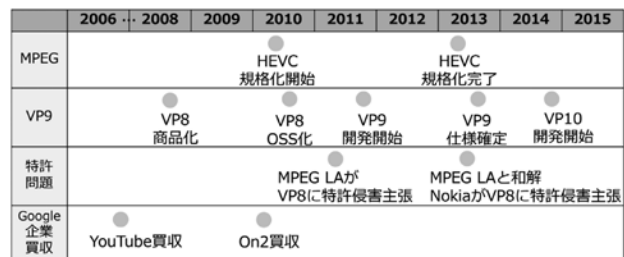 2006 … 2008 2009 2010 2011 2012 2013 2014 2015
MPEG
HEVC
規格化開始
HEVC
規格化完了
VP9
VP8
商品化
VP8
OSS化
VP9
開発開始
VP9
仕様確定
VP10
開発開始
特許
問題
MPEG LAが
VP8に特許侵害主張
MPEG LAと和解
NokiaがVP8に特許侵害主張
Google
企業
買収
YouTube買収
On2買収